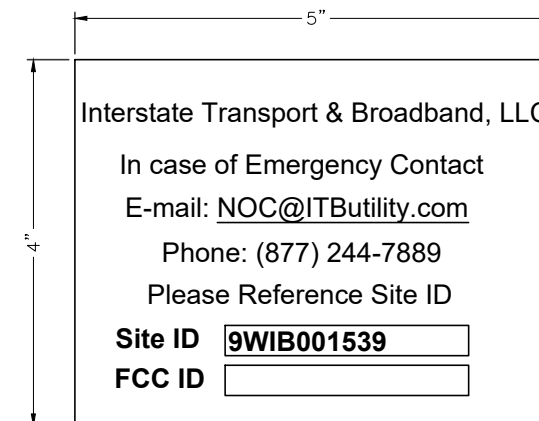 5"
Interstate Transport & Broadband, LLC
In case of Emergency Contact
E-mail: NOC@ITButility.com
4"
Phone: (877) 244-7889
Please Reference Site ID
Site ID 9WIB001539
FCC ID